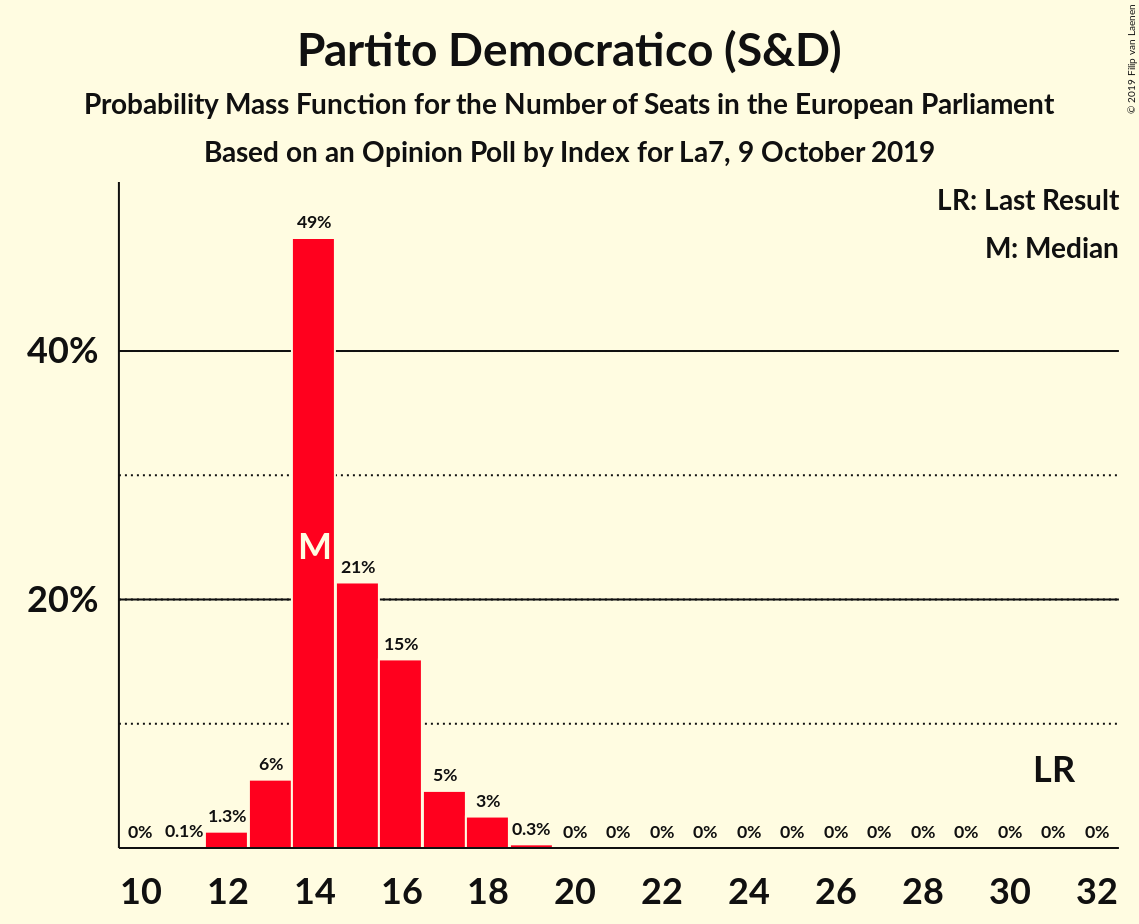 Partito Democratico (S&D)
Probability Mass Function for the Number of Seats in the European Parliament
Based on an Opinion Poll by Index for La7, 9 October 2019
© 2019 Filip van Laenen
LR: Last Result
M: Median
49%
40%
M
21%
20%
15%
6%
5%
3%
1.3%
LR
0% 0.1% 0.3% 0% 0% 0% 0% 0% 0% 0% 0% 0% 0% 0% 0% 0%
10 12 14 16 18 20 22 24 26 28 30 32